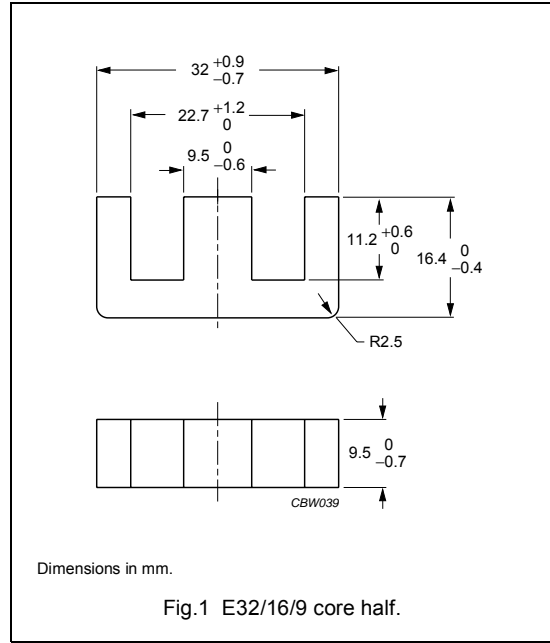 32 +0.9 −0.7
22.7 +1.2 0
9.5 0 −0.6
11.2 +0.6 0
16.4 0 −0.4
R2.5
9.5 0 −0.7
CBW039
Dimensions in mm.
Fig.1 E32/16/9 core half.